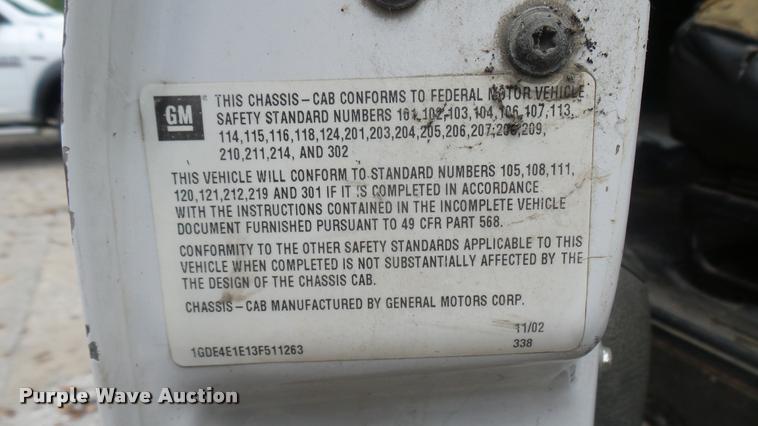 GM ® THIS CHASSIS-CAB CONFORMS TO FEDERAL MOTOR VEHICLE
SAFETY STANDARD NUMBERS 101,102,103,104,106,107,113,
114,115,116,118,124,201,203,204,205,206,207,208,209,
210,211,214, AND 302
THIS VEHICLE WILL CONFORM TO STANDARD NUMBERS 105,108,111,
120,121,212,219 AND 301 IF IT IS COMPLETED IN ACCORDANCE
WITH THE INSTRUCTIONS CONTAINED IN THE INCOMPLETE VEHICLE
DOCUMENT FURNISHED PURSUANT TO 49 CFR PART 568.
CONFORMITY TO THE OTHER SAFETY STANDARDS APPLICABLE TO THIS
VEHICLE WHEN COMPLETED IS NOT SUBSTANTIALLY AFFECTED BY THE
THE DESIGN OF THE CHASSIS CAB.
CHASSIS-CAB MANUFACTURED BY GENERAL MOTORS CORP.
11/02
1GDE4E1E13F511263 338
Purple Wave Auction